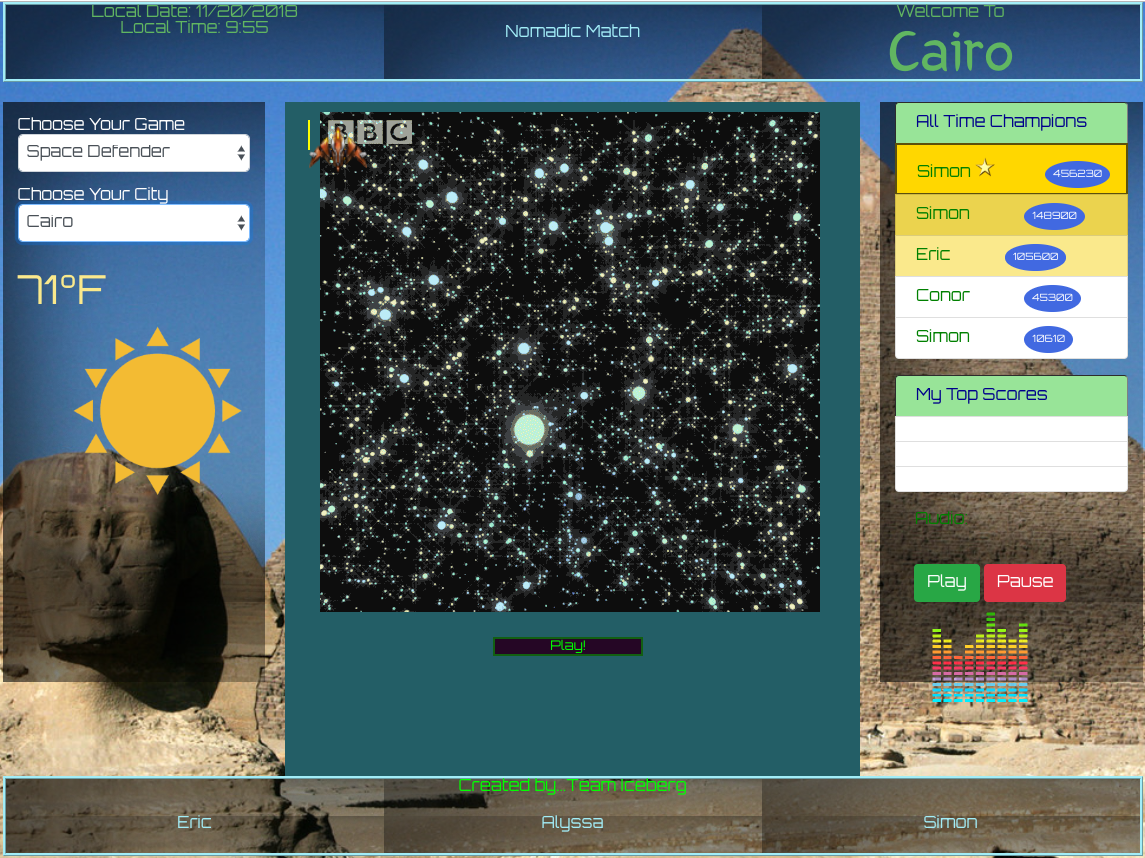 Local Date: 11/20/2018
Local Time: 9:55
Nomadic Match
Welcome To
Cairo
Choose Your Game
Space Defender
Choose Your City
Cairo
71°F
BBC
All Time Champions
Simon 456230
Simon 148900
Eric 105600
Conor 45300
Simon 10610
My Top Scores
Audio
Play Pause
Play!
Created by...Team Iceberg
Eric Alyssa Simon